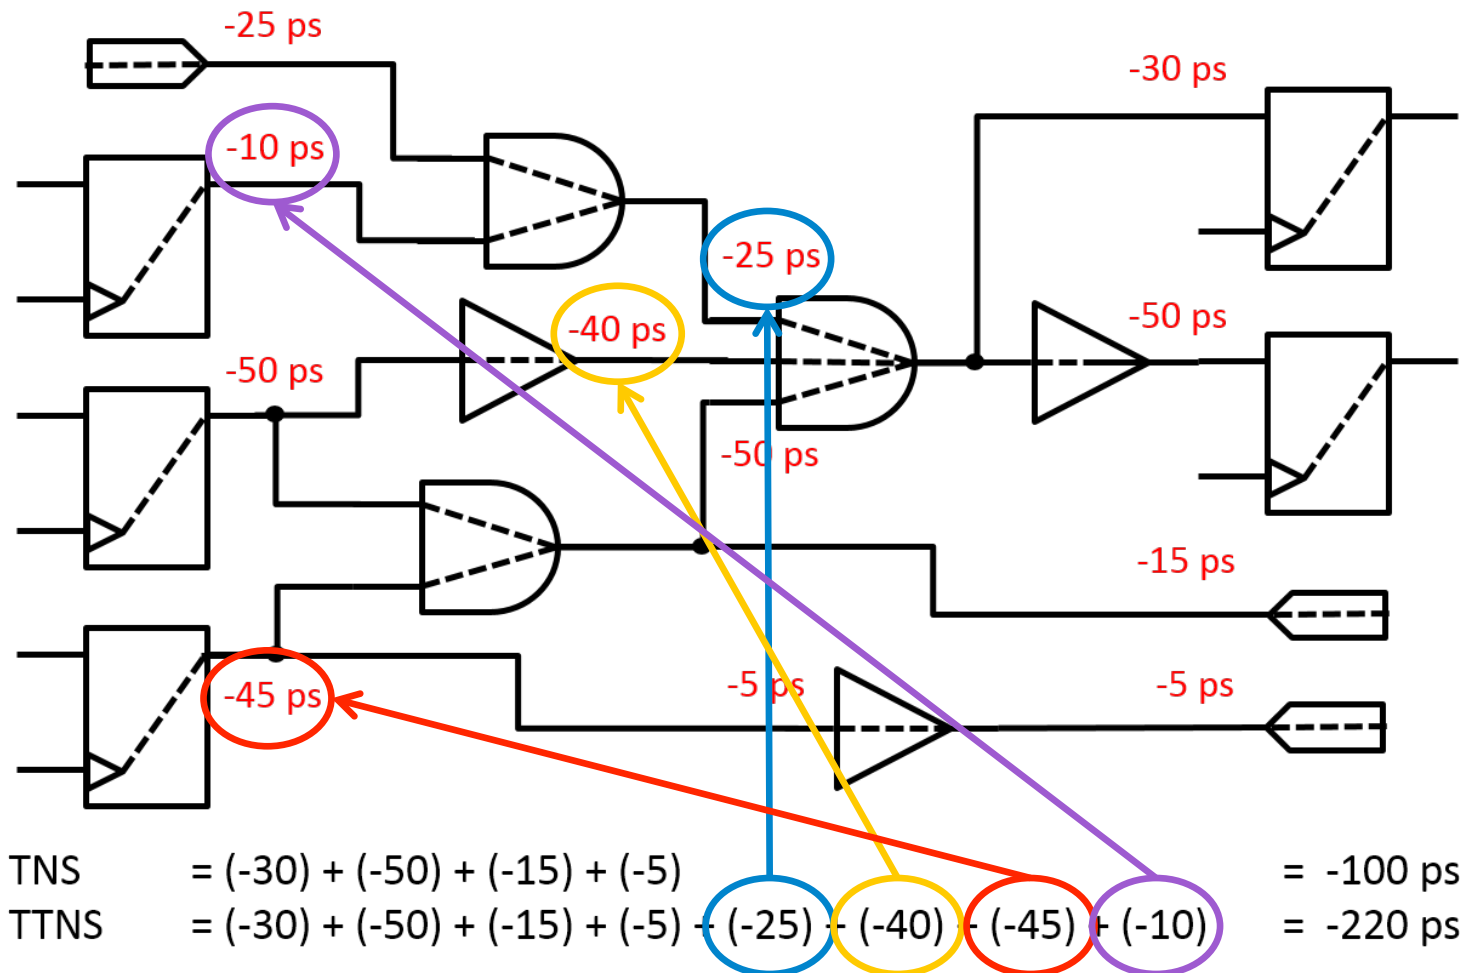 -25 ps
-30 ps
-10 ps
-25 ps
-40 ps
-50 ps
-50 ps
-50 ps
-15 ps
-45 ps
-5 ps
-5 ps
TNS = (-30) + (-50) + (-15) + (-5) = -100 ps
TTNS = (-30) + (-50) + (-15) + (-5) + (-25) + (-40) + (-45) + (-10) = -220 ps